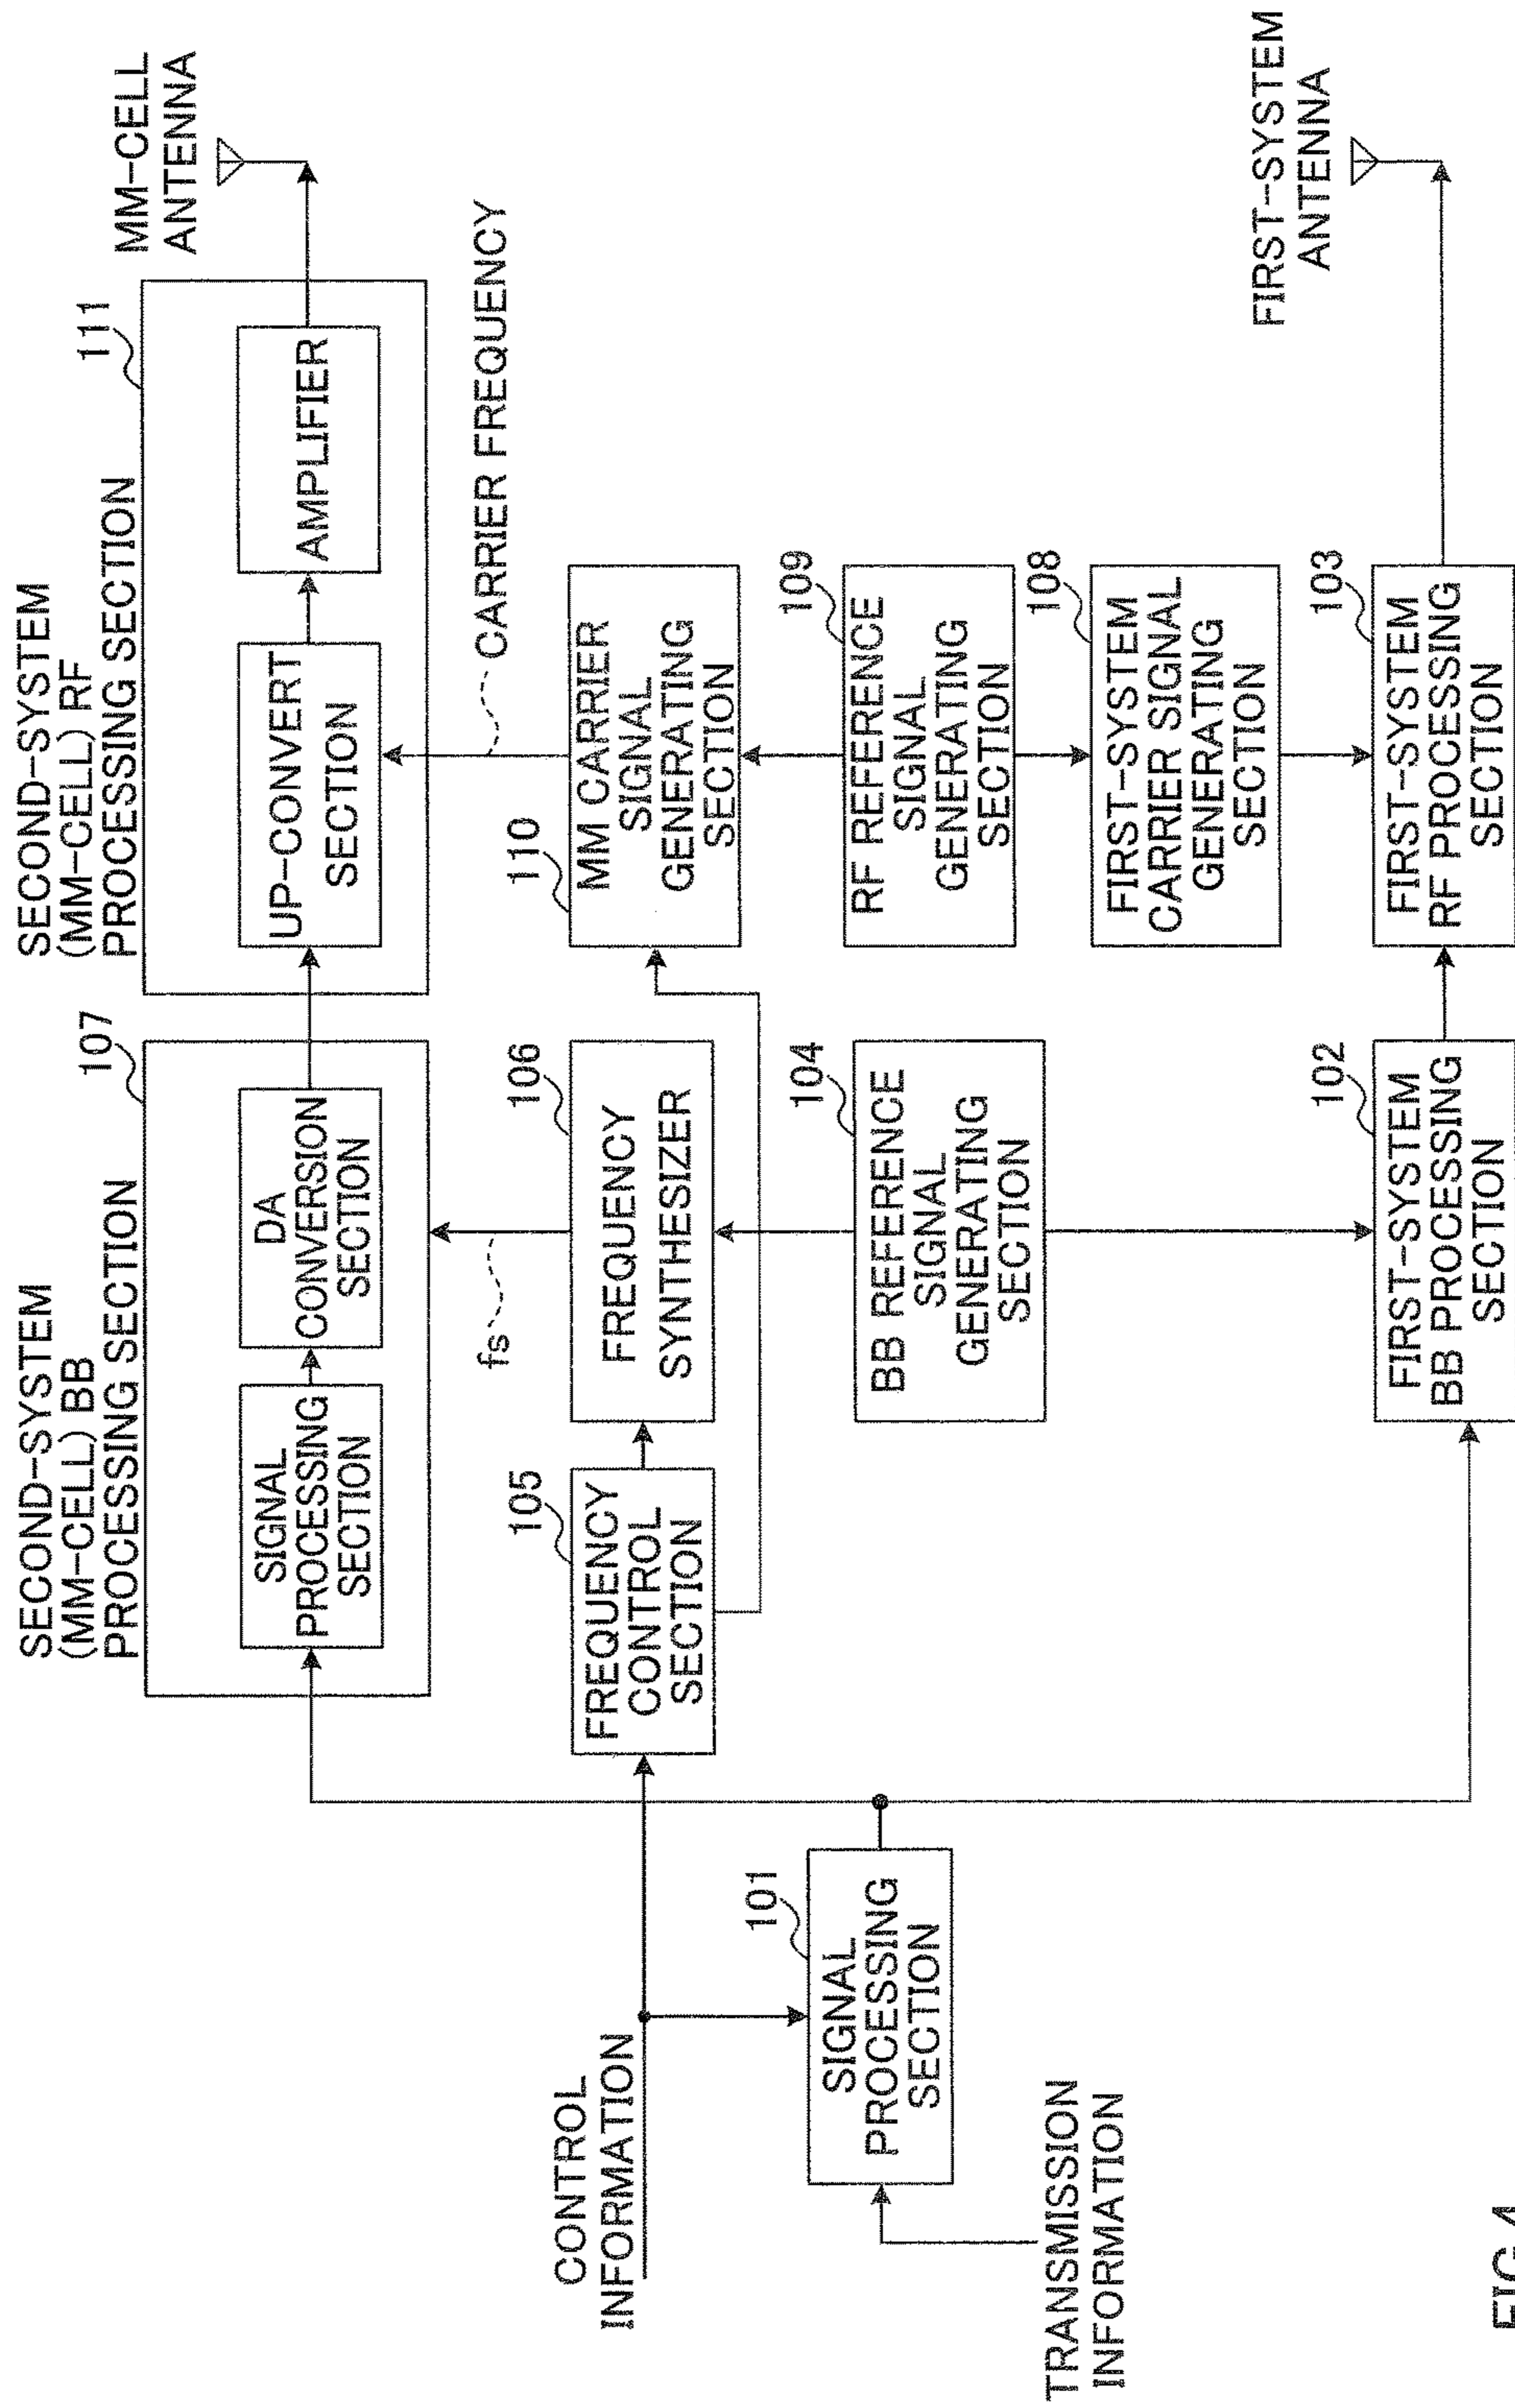 SECOND-SYSTEM
(MM-CELL) BB
PROCESSING SECTION
107
SIGNAL
PROCESSING
SECTION
DA
CONVERSION
SECTION
SECOND-SYSTEM
(MM-CELL) RF
PROCESSING SECTION
111
UP-CONVERT
SECTION
AMPLIFIER
MM-CELL
ANTENNA
fs
CARRIER FREQUENCY
CONTROL
INFORMATION
105
FREQUENCY
CONTROL
SECTION
106
FREQUENCY
SYNTHESIZER
110
MM CARRIER
SIGNAL
GENERATING
SECTION
101
SIGNAL
PROCESSING
SECTION
TRANSMISSION
INFORMATION
104
BB REFERENCE
SIGNAL
GENERATING
SECTION
109
RF REFERENCE
SIGNAL
GENERATING
SECTION
108
FIRST-SYSTEM
CARRIER SIGNAL
GENERATING
SECTION
102
FIRST-SYSTEM
BB PROCESSING
SECTION
103
FIRST-SYSTEM
RF PROCESSING
SECTION
FIRST-SYSTEM
ANTENNA
FIG.4